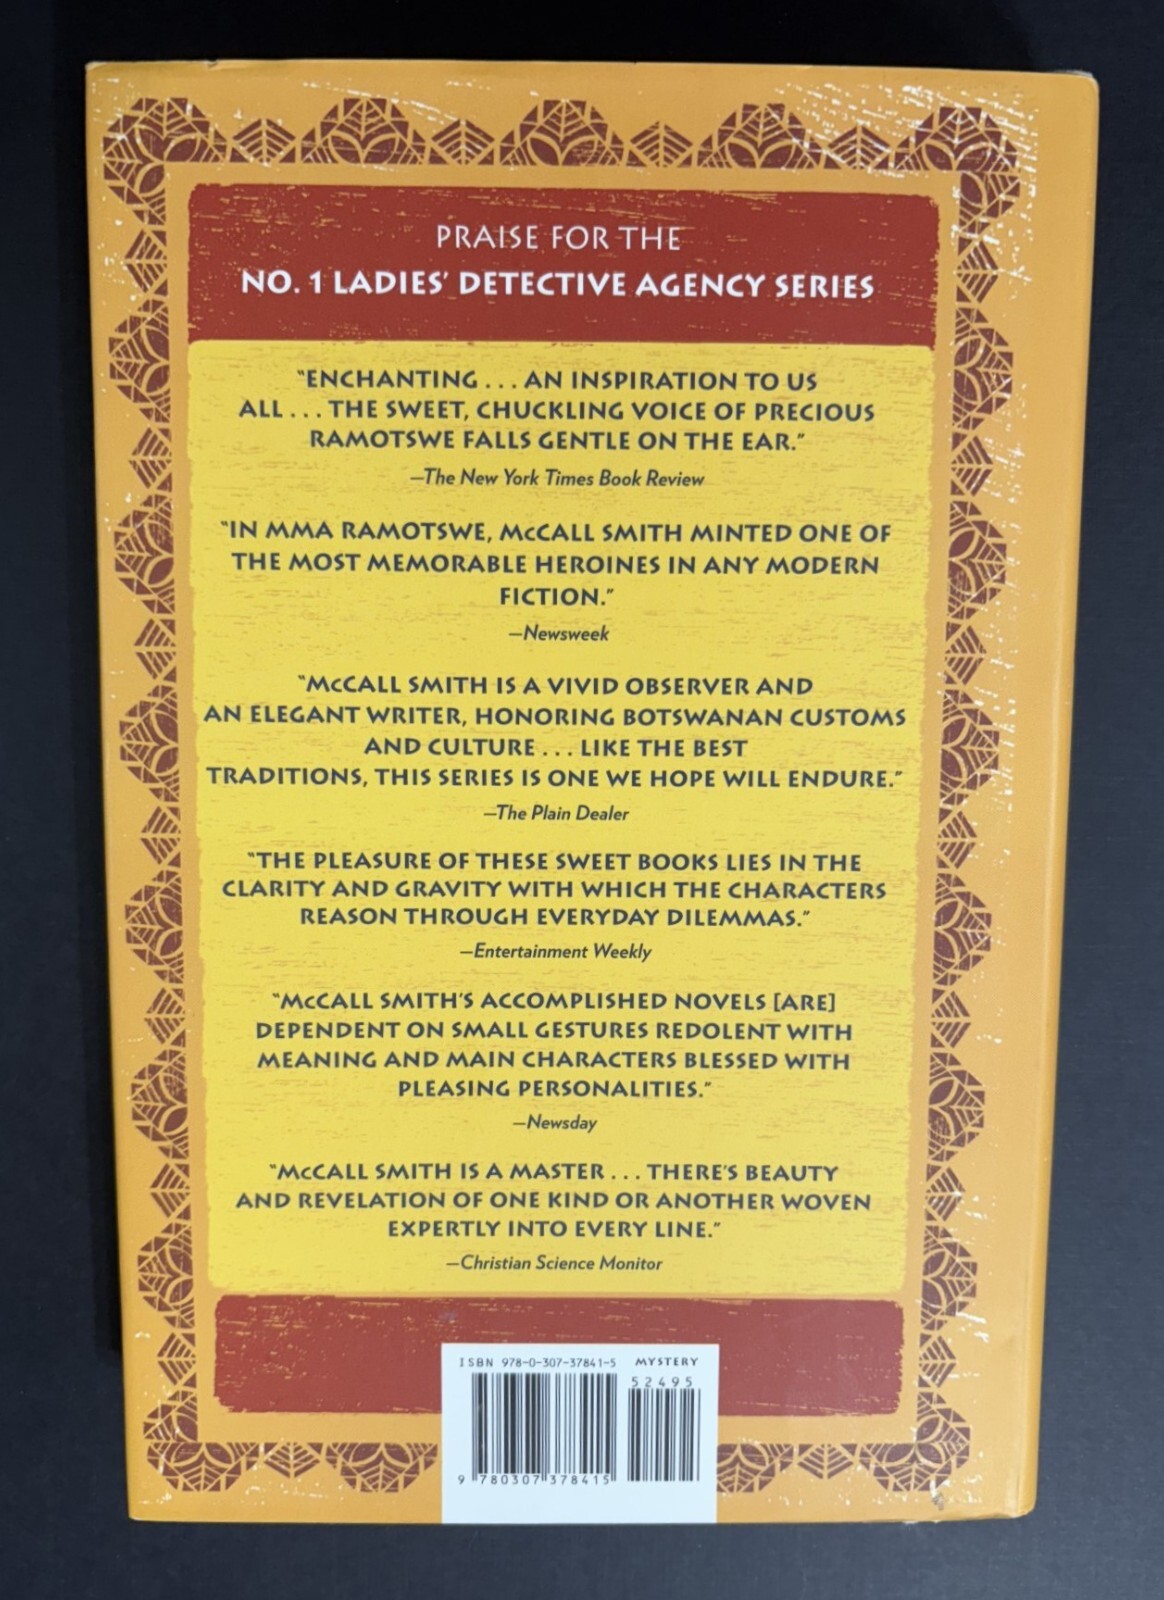 PRAISE FOR THE
NO. 1 LADIES' DETECTIVE AGENCY SERIES
"ENCHANTING . . . AN INSPIRATION TO US
ALL . . . THE SWEET, CHUCKLING VOICE OF PRECIOUS
RAMOTSWE FALLS GENTLE ON THE EAR."
—The New York Times Book Review
"IN MMA RAMOTSWE, McCALL SMITH MINTED ONE OF
THE MOST MEMORABLE HEROINES IN ANY MODERN
FICTION."
—Newsweek
"McCALL SMITH IS A VIVID OBSERVER AND
AN ELEGANT WRITER, HONORING BOTSWANAN CUSTOMS
AND CULTURE . . . LIKE THE BEST
TRADITIONS, THIS SERIES IS ONE WE HOPE WILL ENDURE."
—The Plain Dealer
"THE PLEASURE OF THESE SWEET BOOKS LIES IN THE
CLARITY AND GRAVITY WITH WHICH THE CHARACTERS
REASON THROUGH EVERYDAY DILEMMAS."
—Entertainment Weekly
"McCALL SMITH'S ACCOMPLISHED NOVELS [ARE]
DEPENDENT ON SMALL GESTURES REDOLENT WITH
MEANING AND MAIN CHARACTERS BLESSED WITH
PLEASING PERSONALITIES."
—Newsday
"McCALL SMITH IS A MASTER . . . THERE'S BEAUTY
AND REVELATION OF ONE KIND OR ANOTHER WOVEN
EXPERTLY INTO EVERY LINE."
—Christian Science Monitor
ISBN 978-0-307-37841-5 MYSTERY
52495
9 780307 378415